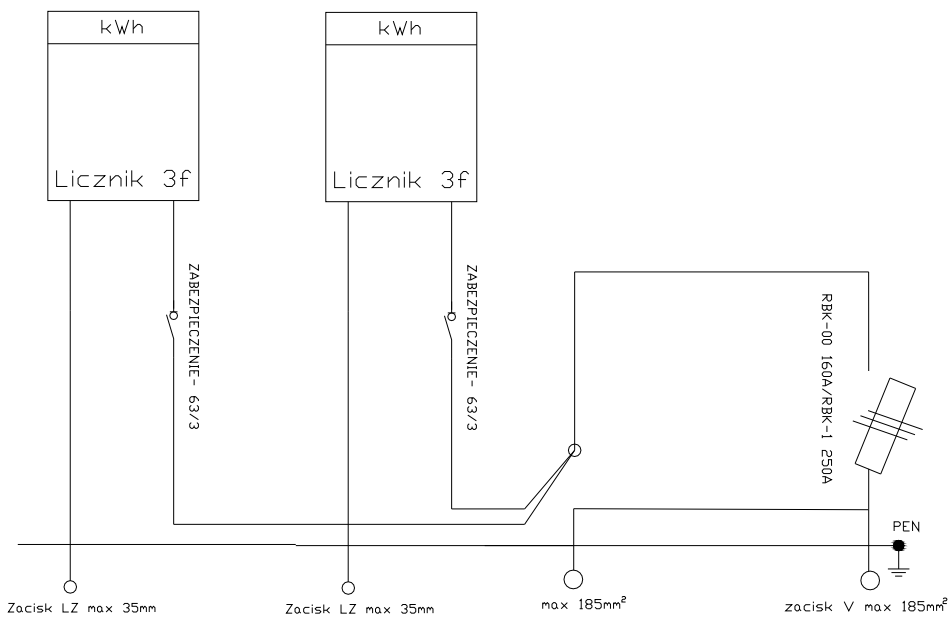 kWh
kWh
Licznik 3f
Licznik 3f
ZABEZPIECZENIE- 63/3
ZABEZPIECZENIE- 63/3
RBK-00 160A/RBK-1 250A
PEN
Zacisk LZ max 35mm
Zacisk LZ max 35mm
max 185mm²
zacisk V max 185mm²